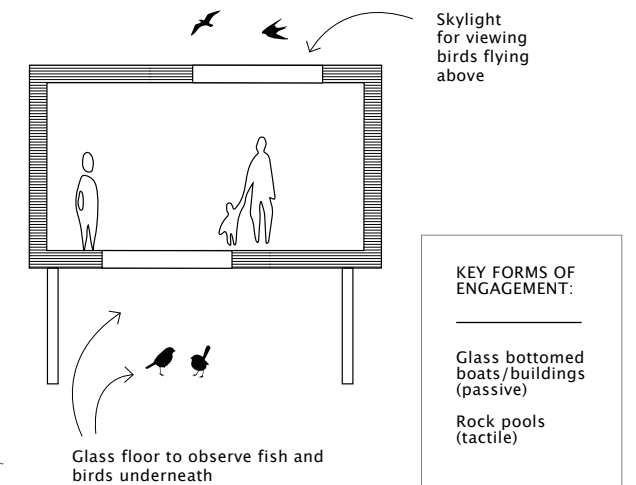 Skylight
for viewing
birds flying
above
KEY FORMS OF
ENGAGEMENT:
Glass bottomed
boats/buildings
(passive)
Rock pools
(tactile)
Glass floor to observe fish and
birds underneath